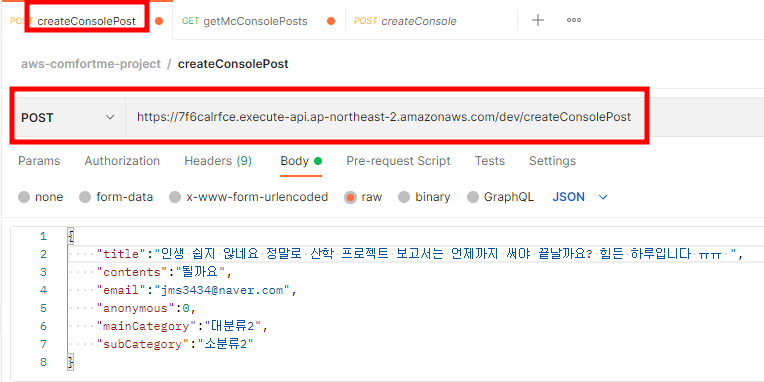 POST createConsolePost GET getMcConsolePosts POST createConsole + ooo
aws-comfortme-project / createConsolePost
POST https://7f6calrfce.execute-api.ap-northeast-2.amazonaws.com/dev/createConsolePost
Params Authorization Headers (9) Body Pre-request Script Tests Settings
none form-data x-www-form-urlencoded raw binary GraphQL JSON
1 {
2 "title":"인생 쉽지 않네요 정말로 산학 프로젝트 보고서는 언제까지 써야 끝날까요? 힘든 하루입니다 ㅠㅠ ",
3 "contents":"될까요",
4 "email":"jms3434@naver.com",
5 "anonymous":0,
6 "mainCategory":"대분류2",
7 "subCategory":"소분류2"
8 }